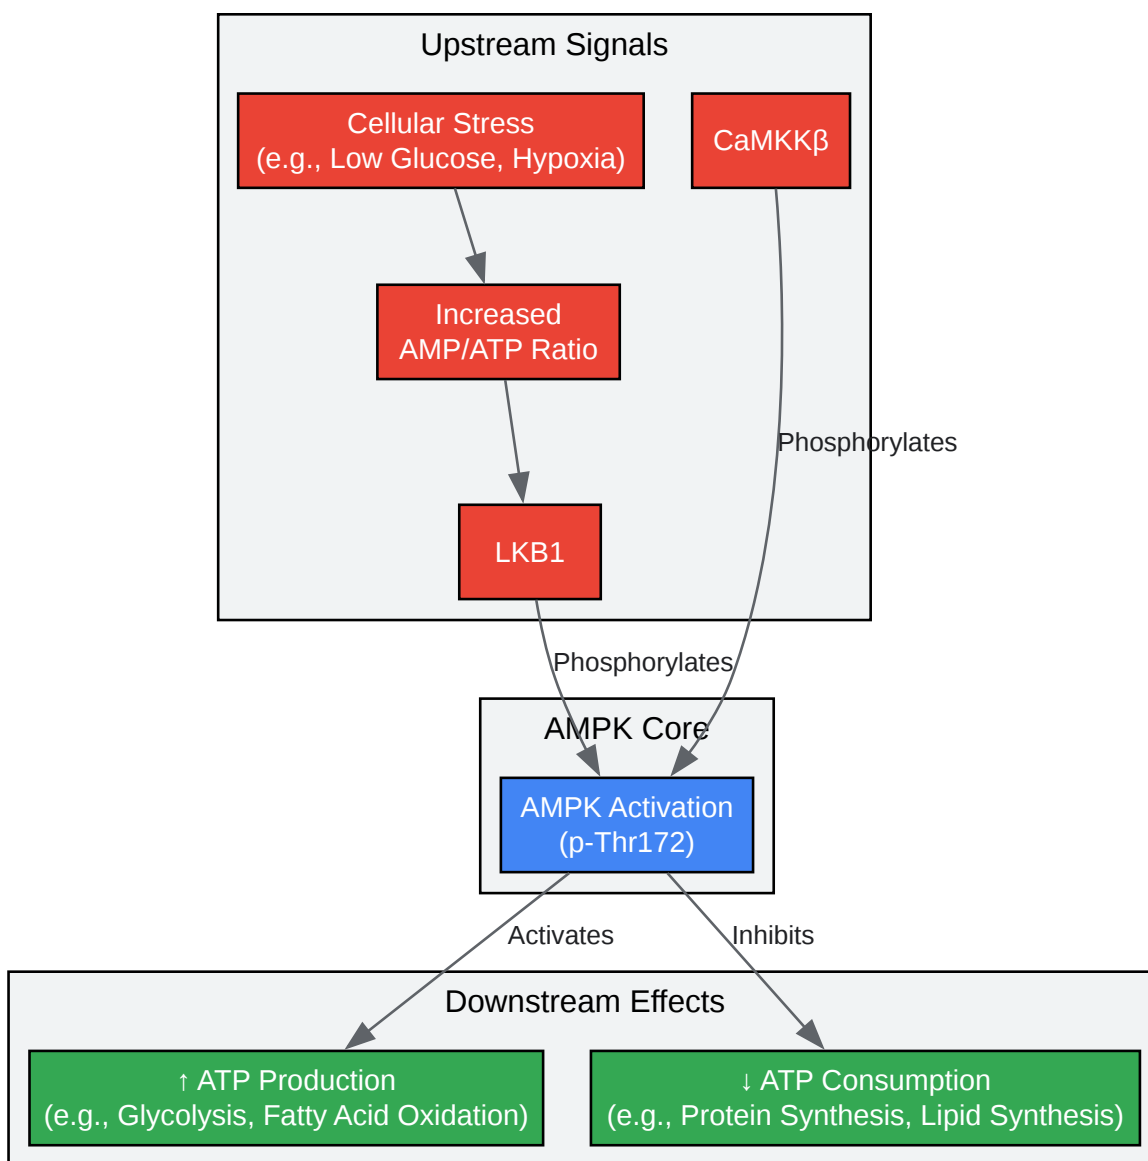 Upstream Signals
Cellular Stress
(e.g., Low Glucose, Hypoxia)
CaMKKβ
Increased
AMP/ATP Ratio
Phosphorylates
LKB1
Phosphorylates
AMPK Core
AMPK Activation
(p-Thr172)
Activates
Inhibits
Downstream Effects
↑ ATP Production
(e.g., Glycolysis, Fatty Acid Oxidation)
↓ ATP Consumption
(e.g., Protein Synthesis, Lipid Synthesis)